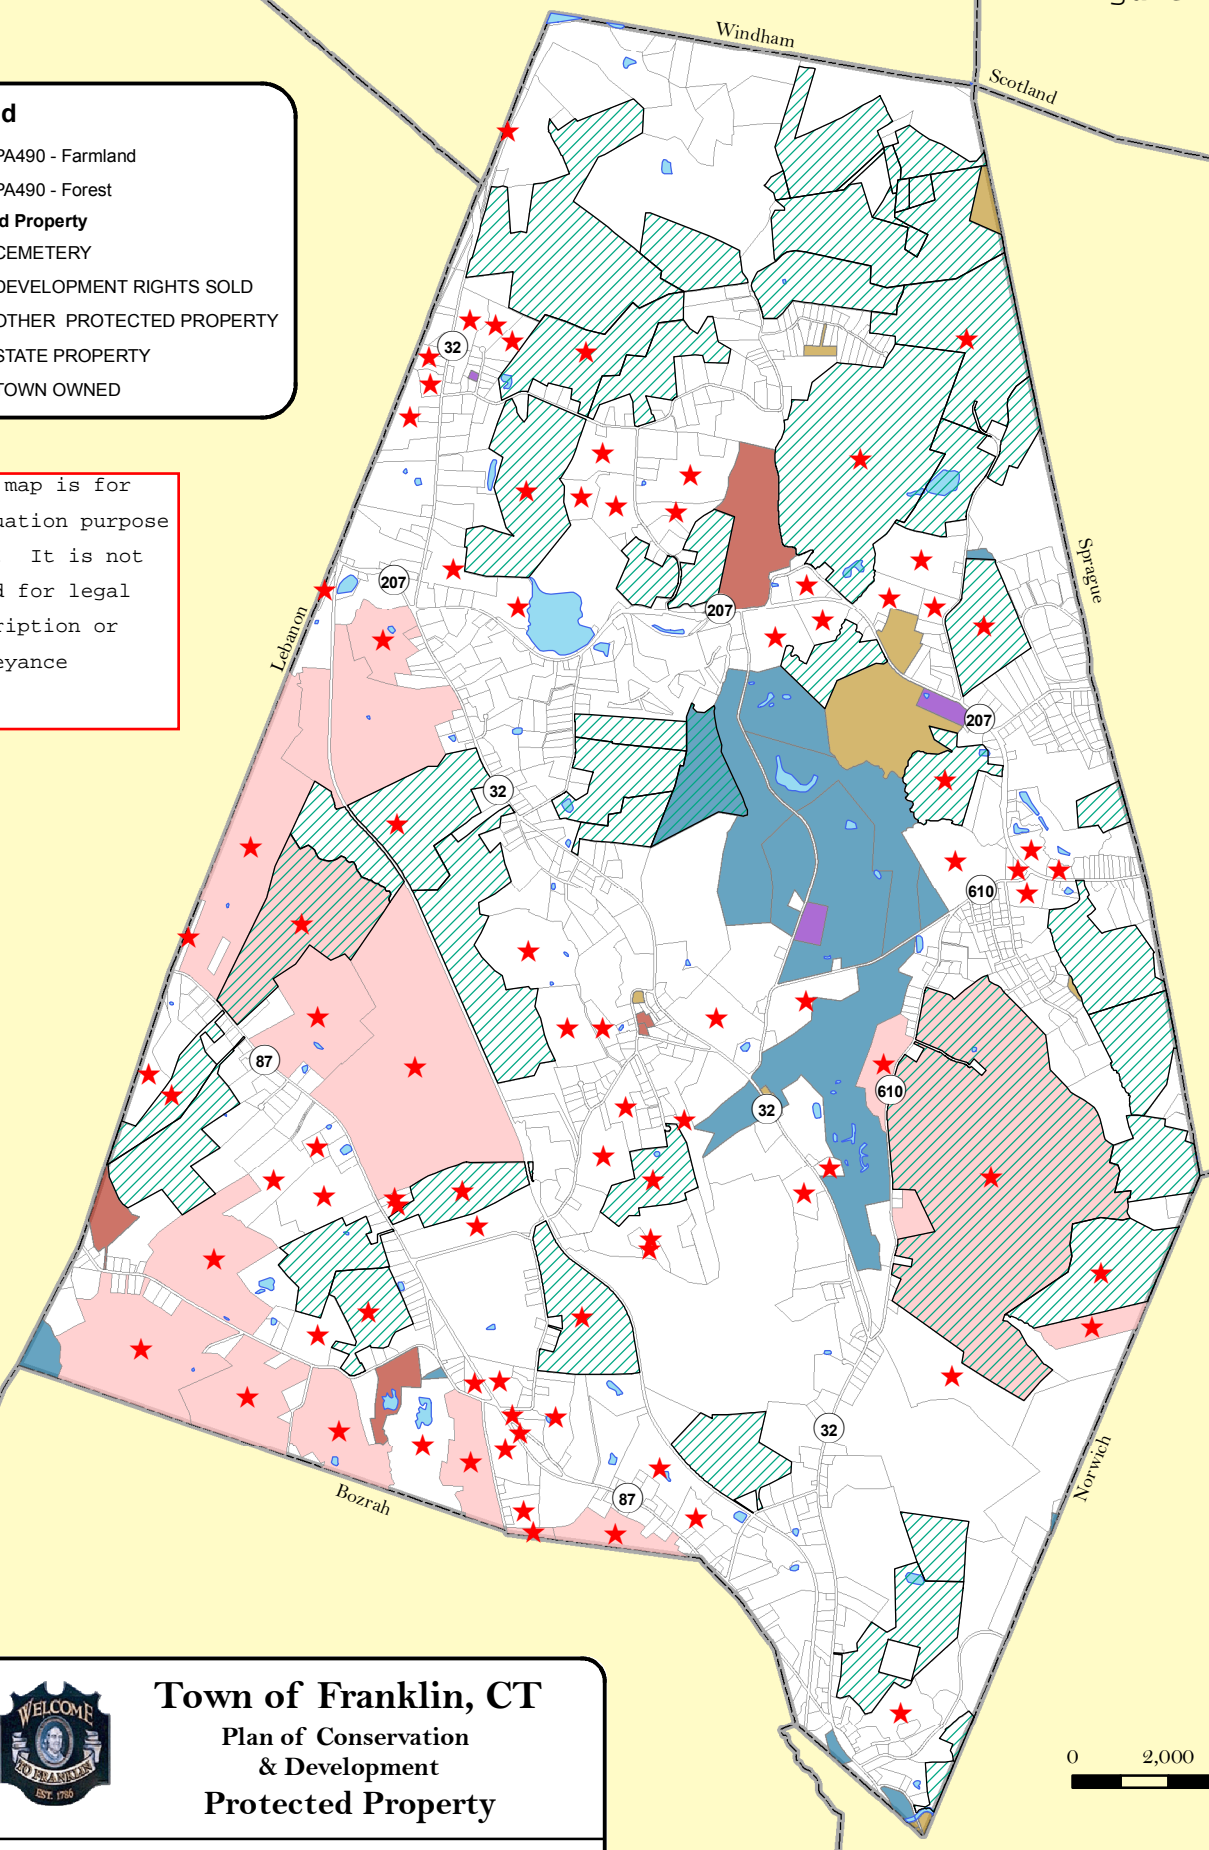 Windham
Scotland
d
PA490 - Farmland
PA490 - Forest
d Property
CEMETERY
DEVELOPMENT RIGHTS SOLD
OTHER PROTECTED PROPERTY
STATE PROPERTY
TOWN OWNED
32
map is for
uation purpose
It is not
d for legal
ription or
eyance
207
207
Sprague
Lebanon
207
32
610
87
610
32
32
Norwich
87
Bozrah
WELCOME
TO FRANKLIN
EST. 1786
Town of Franklin, CT
Plan of Conservation
& Development
Protected Property
0 2,000